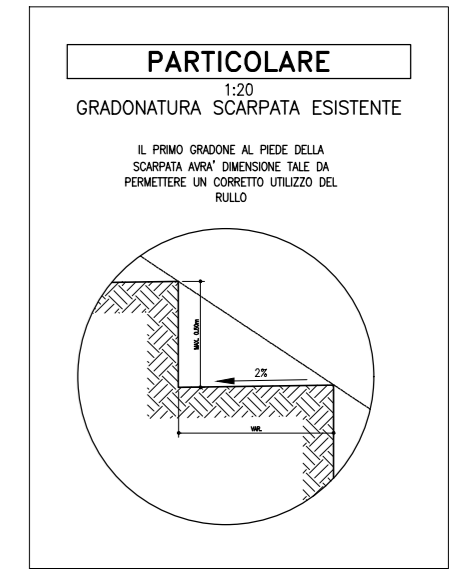 PARTICOLARE
1:20
GRADONATURA SCARPATA ESISTENTE
IL PRIMO GRADONE AL PIEDE DELLA
SCARPATA AVRA' DIMENSIONE TALE DA
PERMETTERE UN CORRETTO UTILIZZO DEL
RULLO
MAX. 0.50m
2%
VAR.